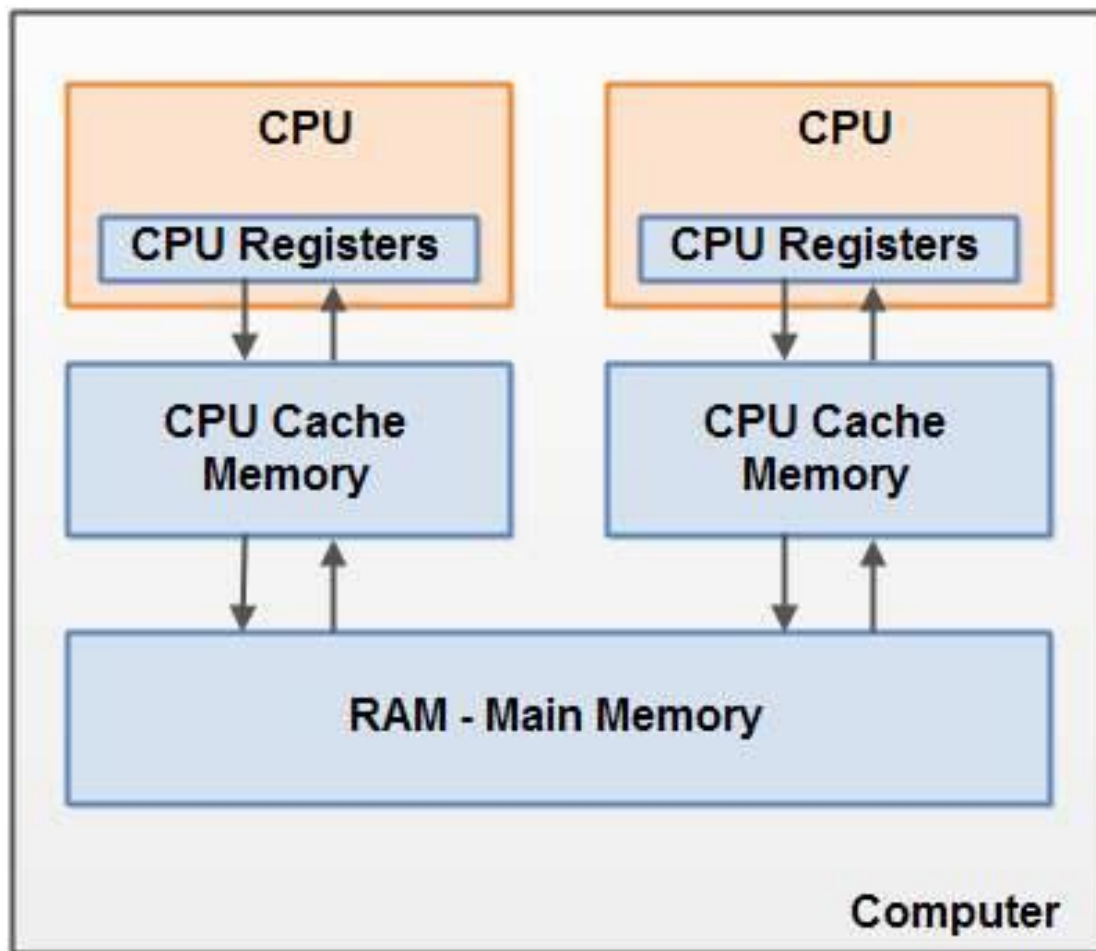 CPU
CPU
CPU Registers
CPU Registers
CPU Cache
Memory
CPU Cache
Memory
RAM - Main Memory
Computer